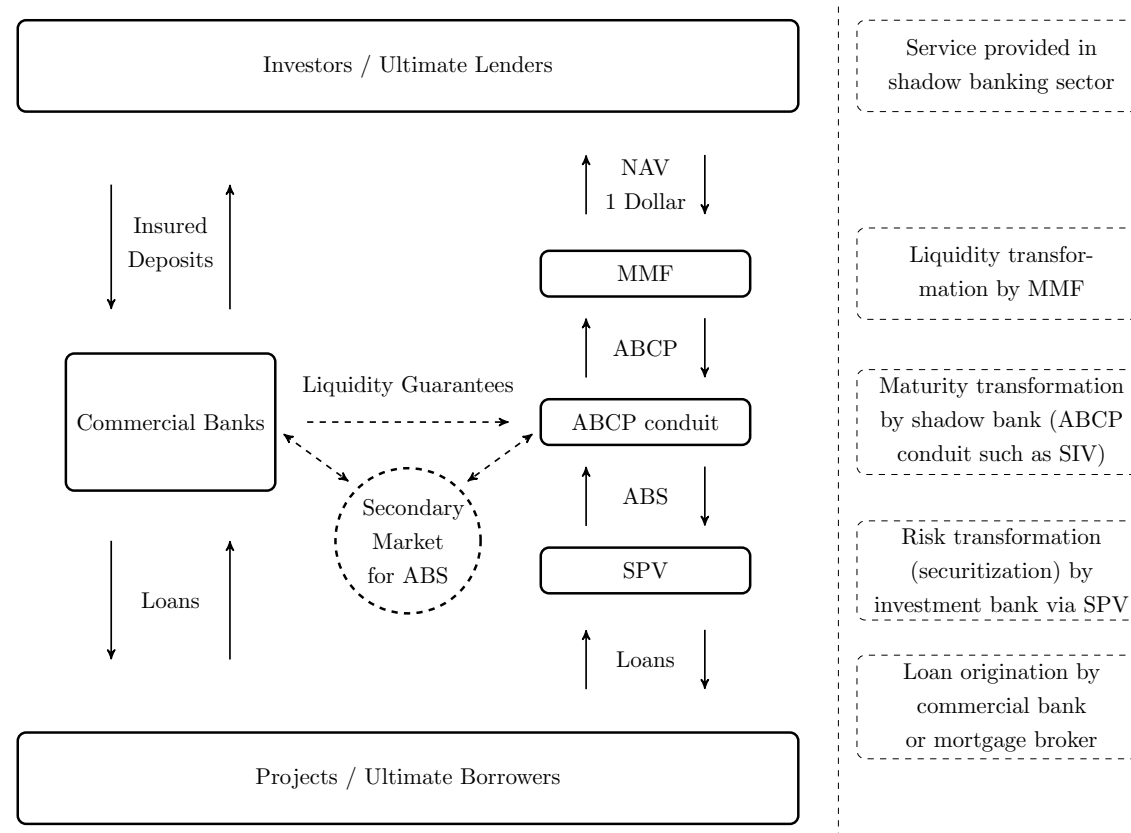 Investors / Ultimate Lenders
Service provided in
shadow banking sector
NAV
1 Dollar
Insured
Deposits
MMF
Liquidity transfor-
mation by MMF
ABCP
Liquidity Guarantees
Commercial Banks
ABCP conduit
Maturity transformation
by shadow bank (ABCP
conduit such as SIV)
Secondary
Market
for ABS
ABS
SPV
Risk transformation
(securitization) by
investment bank via SPV
Loans
Loans
Loan origination by
commercial bank
or mortgage broker
Projects / Ultimate Borrowers